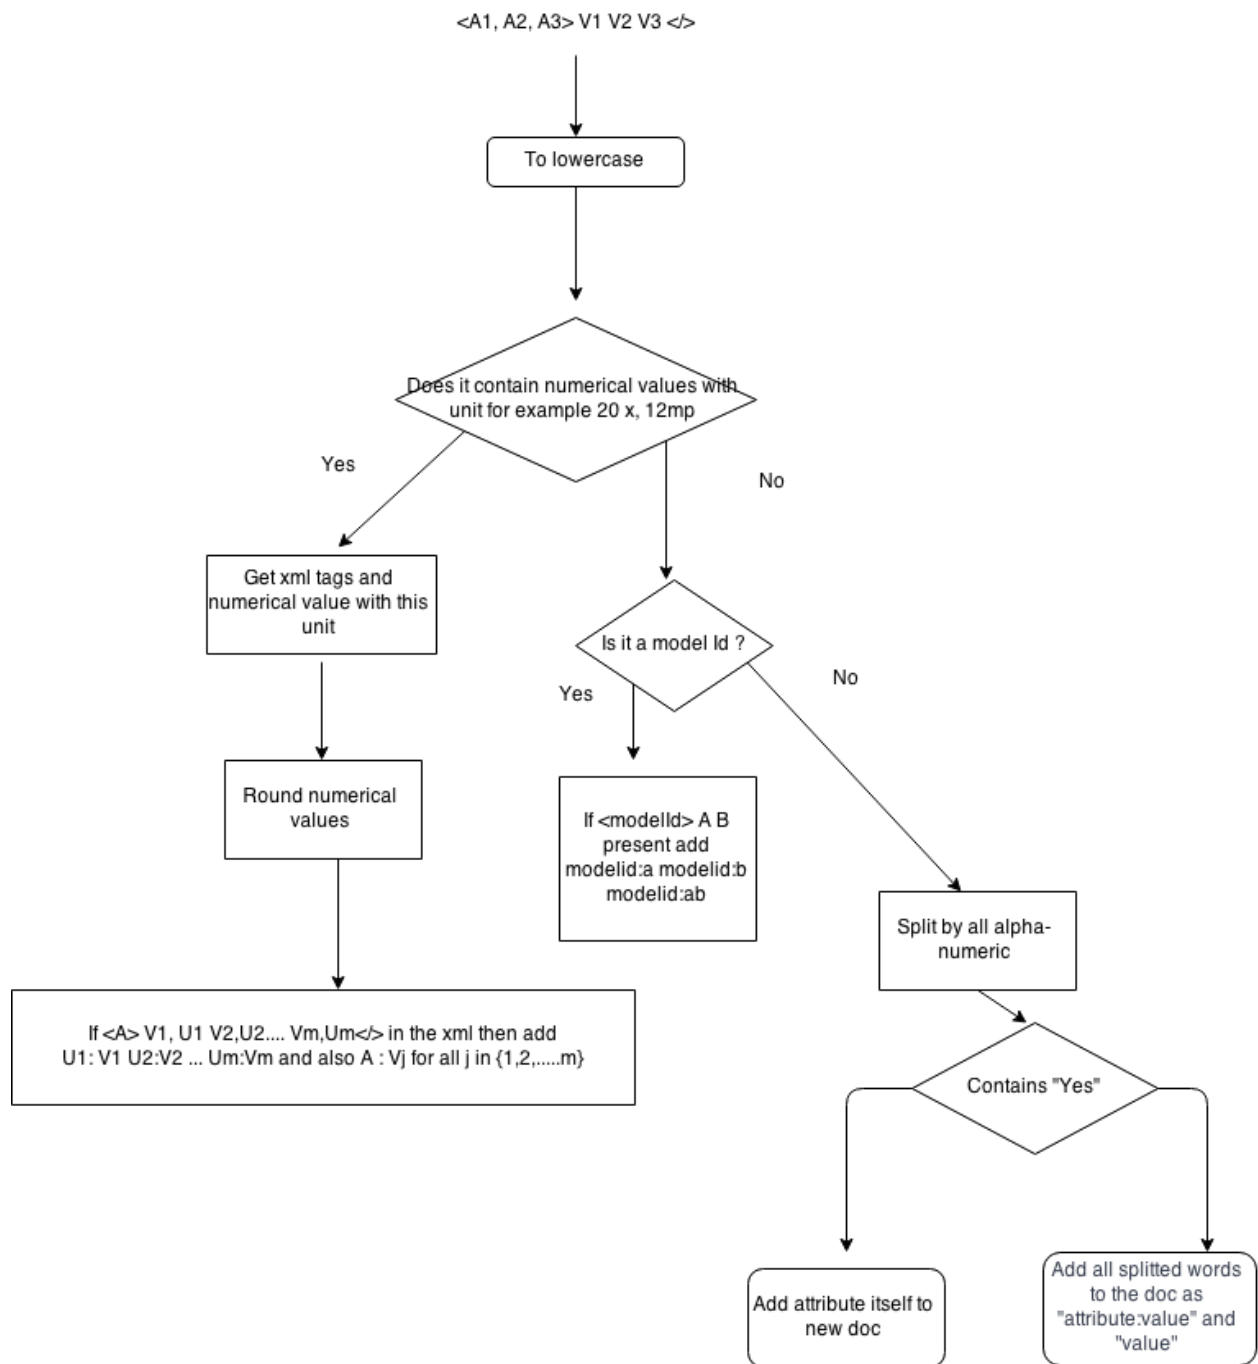 <A1, A2, A3> V1 V2 V3 </>
To lowercase
Does it contain numerical values with
unit for example 20 x, 12mp
Yes
No
Get xml tags and
numerical value with this
unit
Is it a model Id ?
Yes
No
Round numerical
values
If <modelId> A B
present add
modelid:a modelid:b
modelid:ab
Split by all alpha-
numeric
If <A> V1, U1 V2,U2.... Vm,Um</> in the xml then add
U1: V1 U2:V2 ... Um:Vm and also A : Vj for all j in {1,2,.....m}
Contains "Yes"
Add attribute itself to
new doc
Add all splitted words
to the doc as
"attribute:value" and
"value"